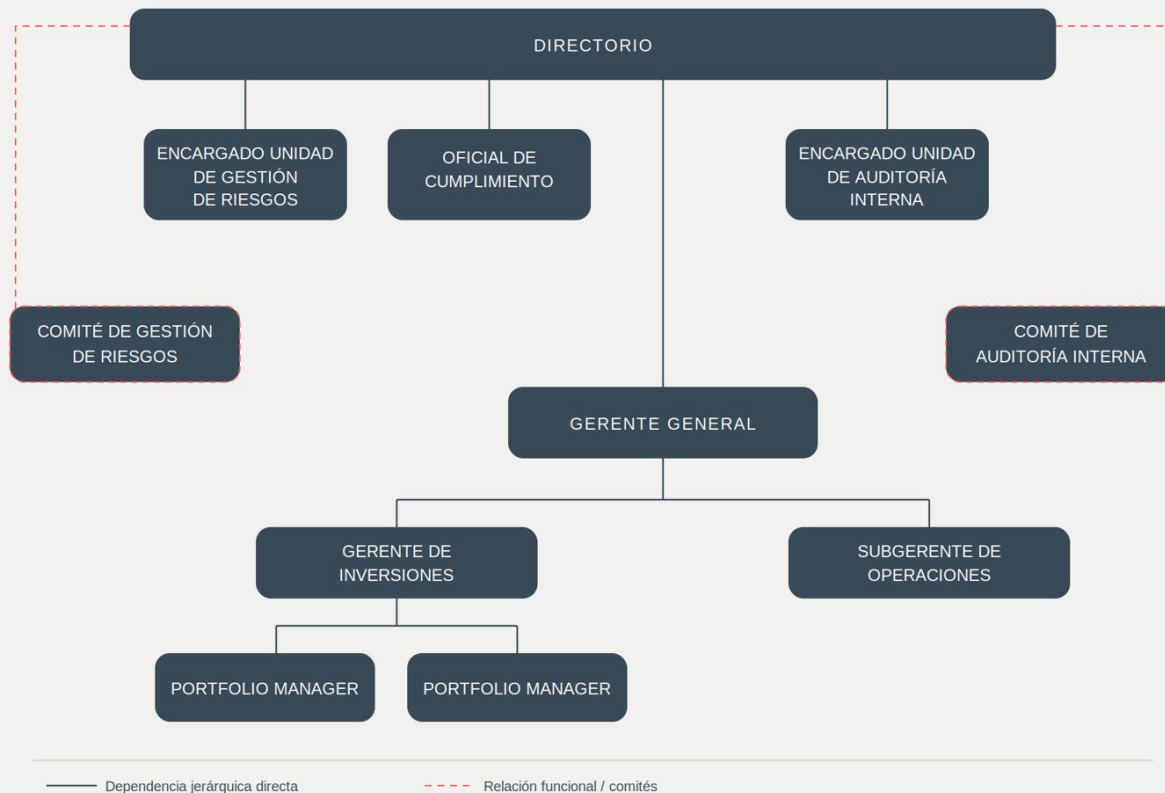 DIRECTORIO
ENCARGADO UNIDAD
DE GESTIÓN
DE RIESGOS
OFICIAL DE
CUMPLIMIENTO
ENCARGADO UNIDAD
DE AUDITORÍA
INTERNA
COMITÉ DE GESTIÓN
DE RIESGOS
COMITÉ DE
AUDITORÍA INTERNA
GERENTE GENERAL
GERENTE DE
INVERSIONES
SUBGERENTE DE
OPERACIONES
PORTFOLIO MANAGER
PORTFOLIO MANAGER
Dependencia jerárquica directa
Relación funcional / comités